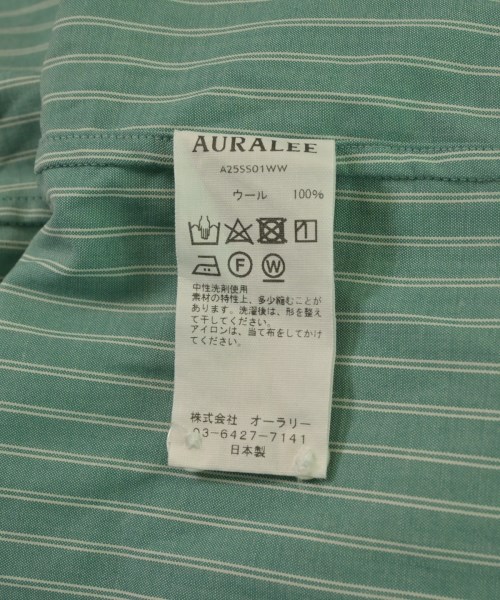 AURALEE
A25SS01WW
ウール 100%
F W
中性洗剤使用
素材の特性上、多少縮むことが
あります。洗濯後は、形を整え
て干してください。
アイロンは、当て布をしてかけ
てください。
株式会社 オーラリー
03-6427-7141
日本製